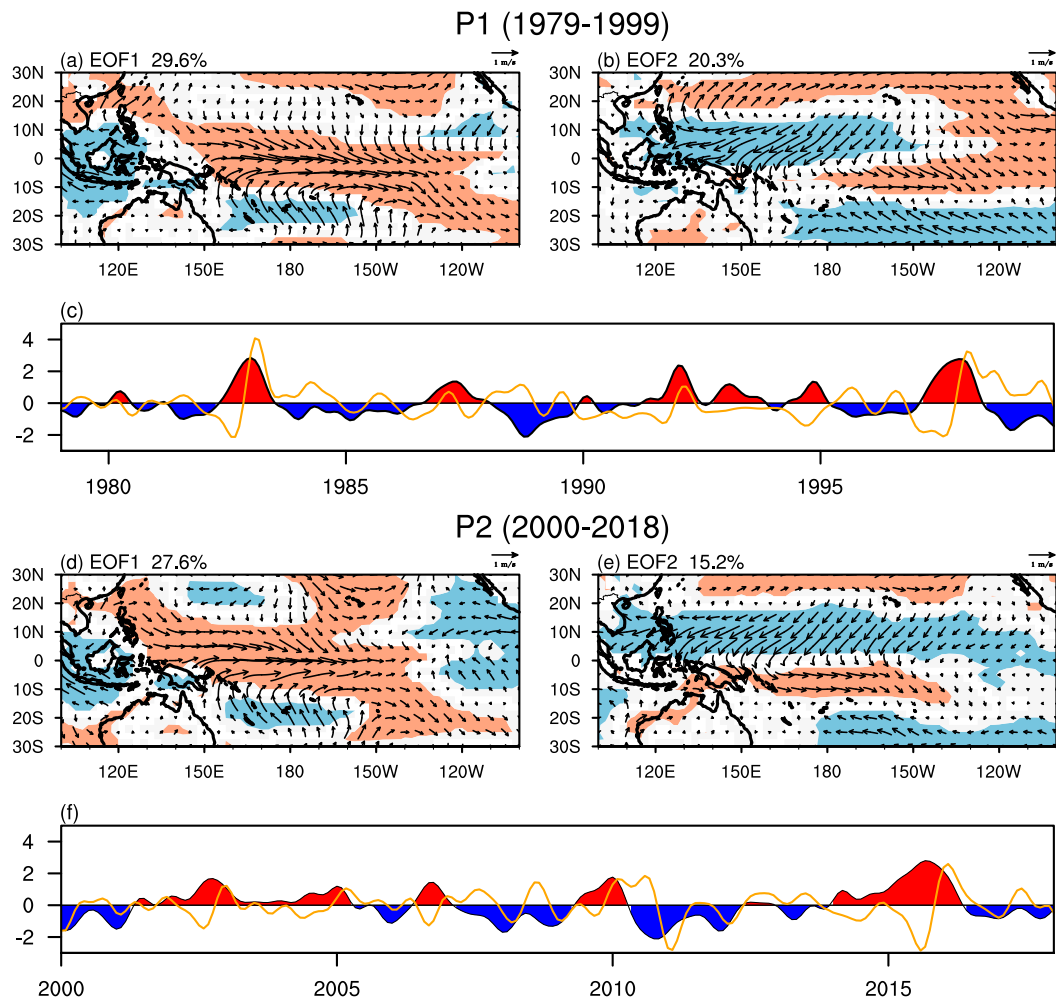 P1 (1979-1999)
(a) EOF1 29.6%
1 m/s
(b) EOF2 20.3%
1 m/s
30N
20N
10N
0
10S
20S
30S
120E 150E 180 150W 120W
30N
20N
10N
0
10S
20S
30S
120E 150E 180 150W 120W
(c)
4
2
0
-2
1980 1985 1990 1995
P2 (2000-2018)
(d) EOF1 27.6%
1 m/s
(e) EOF2 15.2%
1 m/s
30N
20N
10N
0
10S
20S
30S
120E 150E 180 150W 120W
30N
20N
10N
0
10S
20S
30S
120E 150E 180 150W 120W
(f)
4
2
0
-2
2000 2005 2010 2015